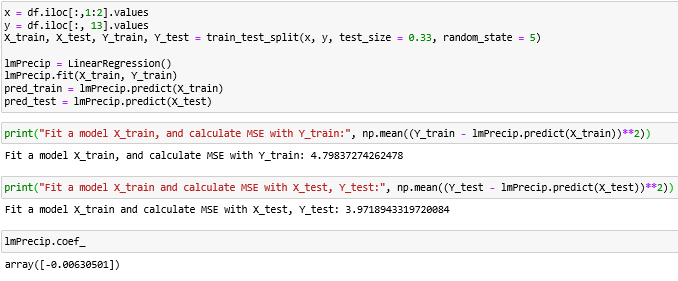 x = df.iloc[:,1:2].values
y = df.iloc[:, 13].values
X_train, X_test, Y_train, Y_test = train_test_split(x, y, test_size = 0.33, random_state = 5)
lmPrecip = LinearRegression()
lmPrecip.fit(X_train, Y_train)
pred_train = lmPrecip.predict(X_train)
pred_test = lmPrecip.predict(X_test)
print("Fit a model X_train, and calculate MSE with Y_train:", np.mean((Y_train - lmPrecip.predict(X_train))**2))
Fit a model X_train, and calculate MSE with Y_train: 4.79837274262478
print("Fit a model X_train and calculate MSE with X_test, Y_test:", np.mean((Y_test - lmPrecip.predict(X_test))**2))
Fit a model X_train and calculate MSE with X_test, Y_test: 3.9718943319720084
lmPrecip.coef_
array([-0.00630501])